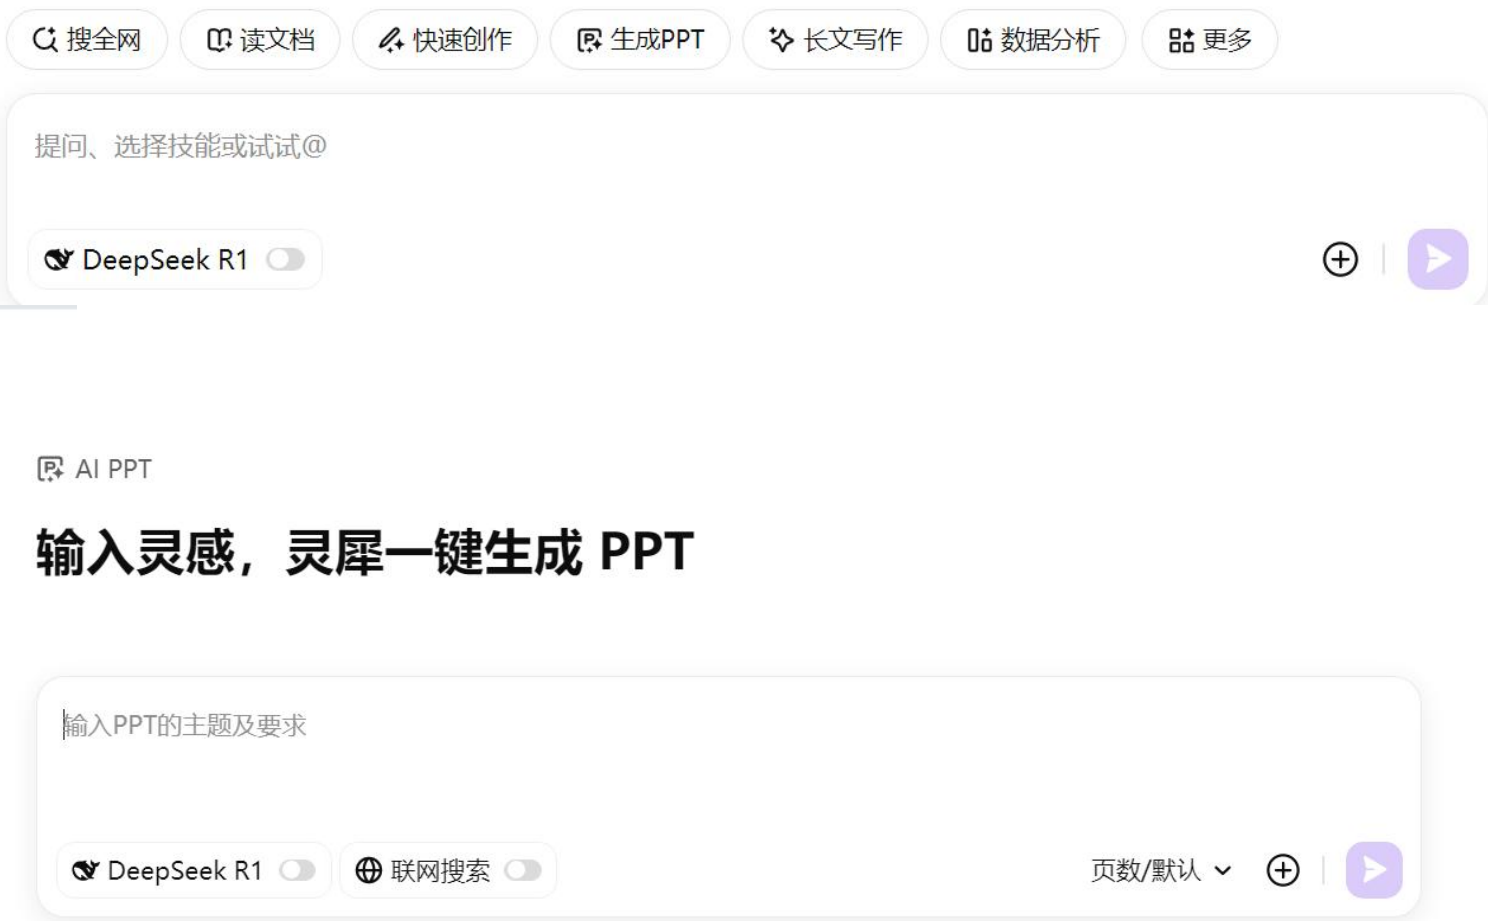 搜全网 读文档 快速创作 生成PPT 长文写作 数据分析 更多
提问、选择技能或试试@
DeepSeek R1
AI PPT
输入灵感，灵犀一键生成 PPT
输入PPT的主题及要求
DeepSeek R1 联网搜索 页数/默认